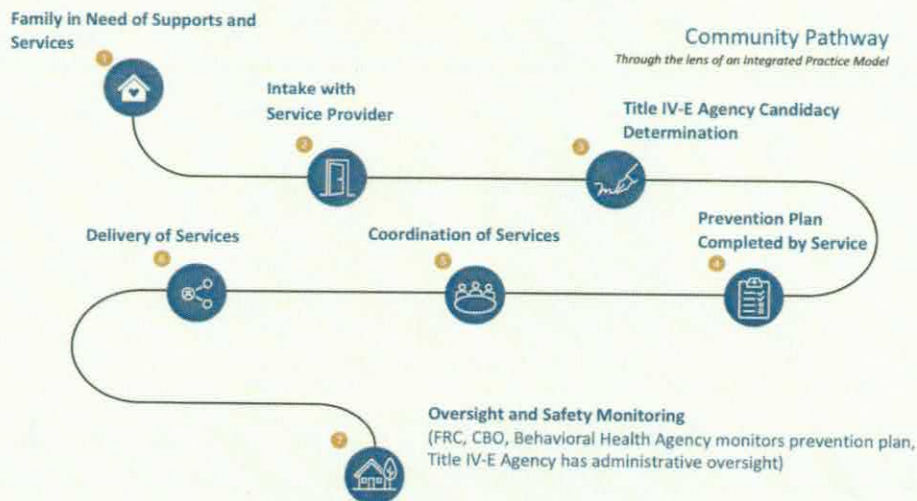 Family in Need of Supports and
Services
Community Pathway
Through the lens of an Integrated Practice Model
1
Intake with
Service Provider
2
Title IV-E Agency Candidacy
Determination
3
Prevention Plan
Completed by Service
4
Coordination of Services
5
Delivery of Services
6
Oversight and Safety Monitoring
(FRC, CBO, Behavioral Health Agency monitors prevention plan,
Title IV-E Agency has administrative oversight)
7